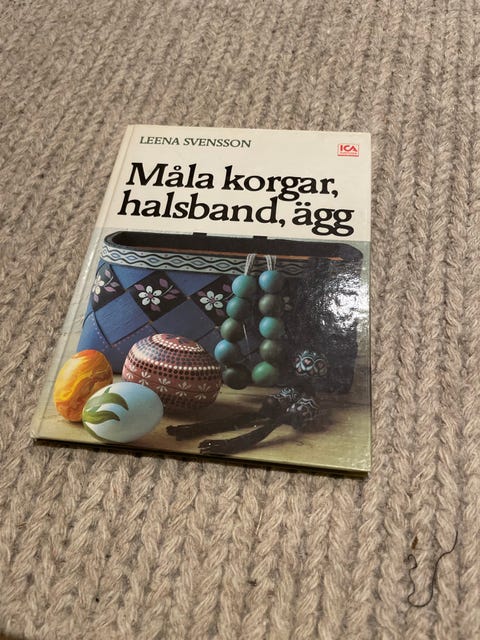 LEENA SVENSSON
ICA
Måla korgar,
halsband, ägg